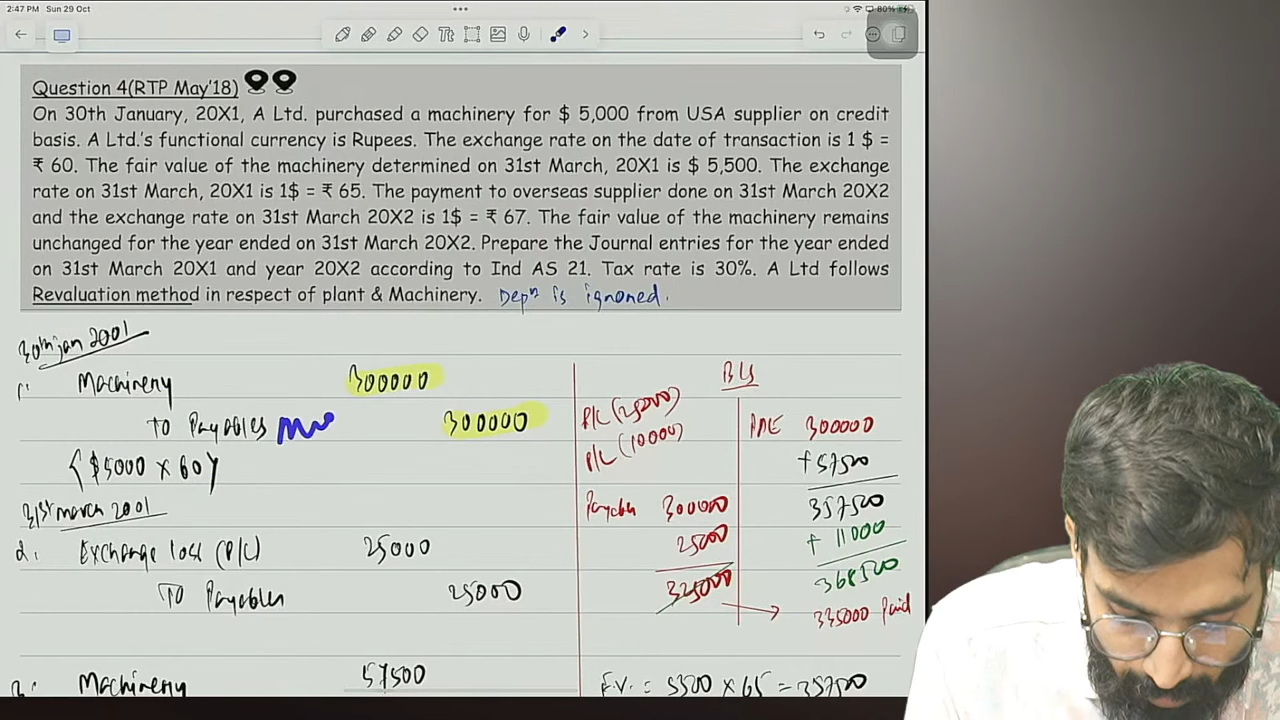 2:47 PM Sun 29 Oct
80%
Question 4(RTP May'18)
On 30th January, 20X1, A Ltd. purchased a machinery for $ 5,000 from USA supplier on credit
basis. A Ltd.'s functional currency is Rupees. The exchange rate on the date of transaction is 1 $ =
₹ 60. The fair value of the machinery determined on 31st March, 20X1 is $ 5,500. The exchange
rate on 31st March, 20X1 is 1$ = ₹ 65. The payment to overseas supplier done on 31st March 20X2
and the exchange rate on 31st March 20X2 is 1$ = ₹ 67. The fair value of the machinery remains
unchanged for the year ended on 31st March 20X2. Prepare the Journal entries for the year ended
on 31st March 20X1 and year 20X2 according to Ind AS 21. Tax rate is 30%. A Ltd follows
Revaluation method in respect of plant & Machinery. Depn is ignored.
30th jan 2001
1. Machinery 300000
To Payables 300000
{$5000 x 60}
31st march 2001
2. Exchange loss (P/L) 25000
To Payables 25000
3. Machinery 57500
B/S
P/L (25000)
P/L (10000)
Payables 300000
25000
325000
PPE 300000
+57500
357500
+ 11000
368500
335000 Paid
F.V. = 5500 x 65 = 357500